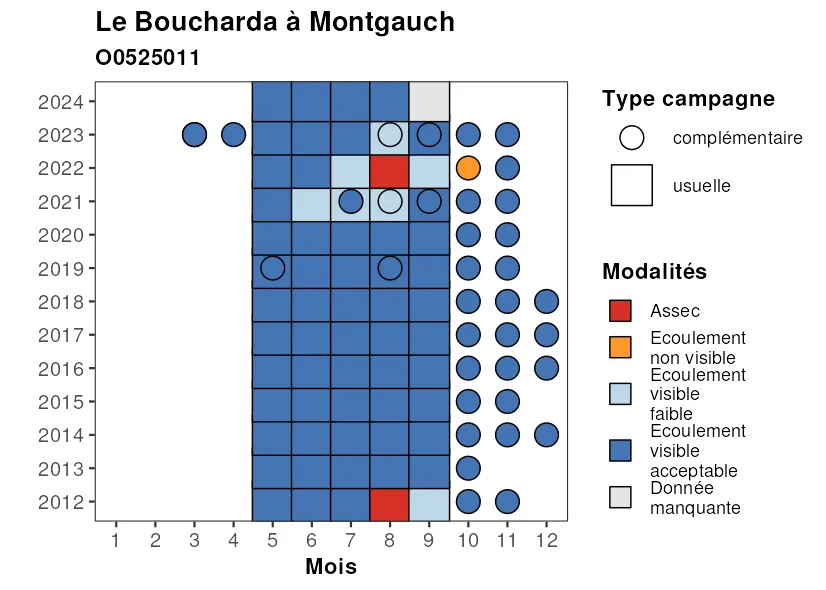 Le Boucharda à Montgauch
O0525011
2024
2023
2022
2021
2020
2019
2018
2017
2016
2015
2014
2013
2012
1 2 3 4 5 6 7 8 9 10 11 12
Mois
Type campagne
complémentaire
usuelle
Modalités
Assec
Ecoulement
non visible
Ecoulement
visible
faible
Ecoulement
visible
acceptable
Donnée
manquante